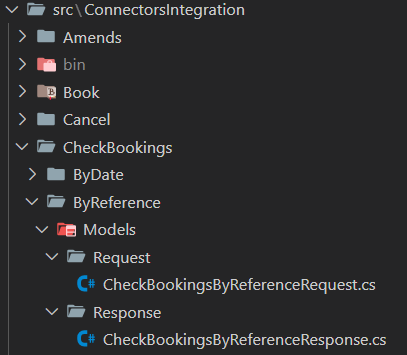 src\ConnectorsIntegration
Amends
bin
Book
Cancel
CheckBookings
ByDate
ByReference
Models
Request
C# CheckBookingsByReferenceRequest.cs
Response
C# CheckBookingsByReferenceResponse.cs